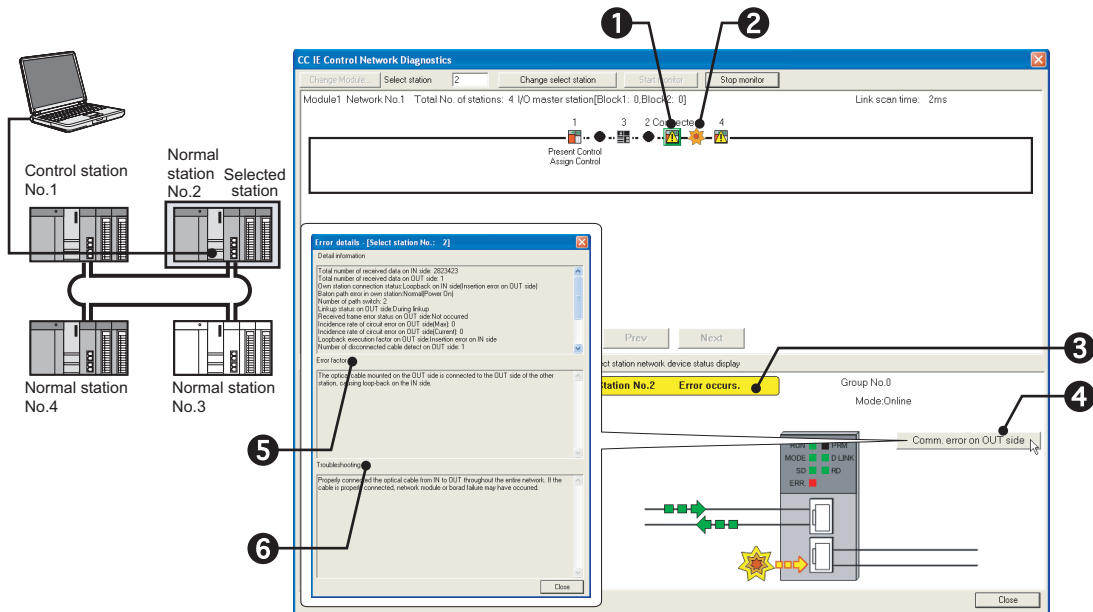 1
2
CC IE Control Network Diagnostics
Change Module... Select station 2 Change select station Start monitor Stop monitor
Module1 Network No.1 Total No. of stations: 4 I/O master station[Block1: 0,Block2: 0] Link scan time: 2ms
1 3 2 Connecte 4
Present Control
Assign Control
Control station
No.1
Normal
station
No.2
Selected
station
Normal station
No.4
Normal station
No.3
Error details - [Select station No.: 2]
Detail information
Total number of received data on IN side: 2823423
Total number of received data on OUT side: 1
Own station connection status:Loopback on IN side(Insertion error on OUT side)
Baton path error in own station:Normal(Power On)
Number of path switch: 2
Linkup status on OUT side:During linkup
Received frame error status on OUT side:Not occurred
Incidence rate of circuit error on OUT side(Max): 0
Incidence rate of circuit error on OUT side(Current): 0
Loopback execution factor on OUT side:Insertion error on IN side
Number of disconnected cable detect on OUT side: 1
Error factor
The optical cable mounted on the OUT side is connected to the OUT side of the other
station, causing loop-back on the IN side.
5
Troubleshooting
Properly connected the optical cable from IN to OUT throughout the entire network. If the
cable is properly connected, network module or borad failure may have occured.
6
Close
Prev Next
ct station network device status display
Station No.2 Error occurs.
3
Group No.0
Mode:Online
4
Comm. error on OUT side
RUN PRM
MODE D LINK
SD RD
ERR.
Close